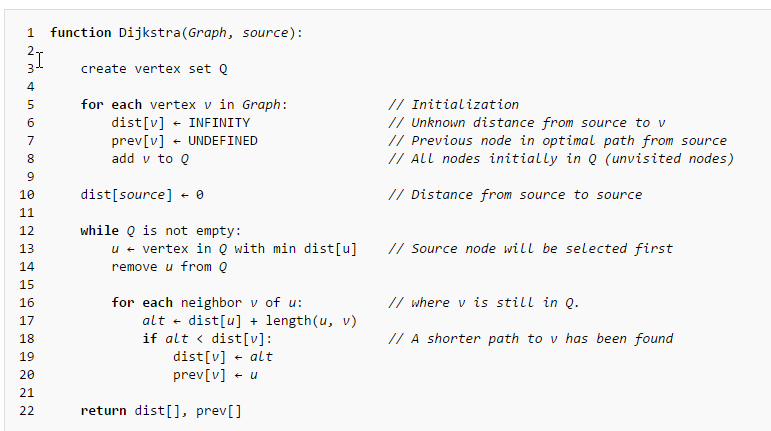 1 function Dijkstra(Graph, source):
2
3 create vertex set Q
4
5 for each vertex v in Graph: // Initialization
6 dist[v] ← INFINITY // Unknown distance from source to v
7 prev[v] ← UNDEFINED // Previous node in optimal path from source
8 add v to Q // All nodes initially in Q (unvisited nodes)
9
10 dist[source] ← 0 // Distance from source to source
11
12 while Q is not empty:
13 u ← vertex in Q with min dist[u] // Source node will be selected first
14 remove u from Q
15
16 for each neighbor v of u: // where v is still in Q.
17 alt ← dist[u] + length(u, v)
18 if alt < dist[v]: // A shorter path to v has been found
19 dist[v] ← alt
20 prev[v] ← u
21
22 return dist[], prev[]